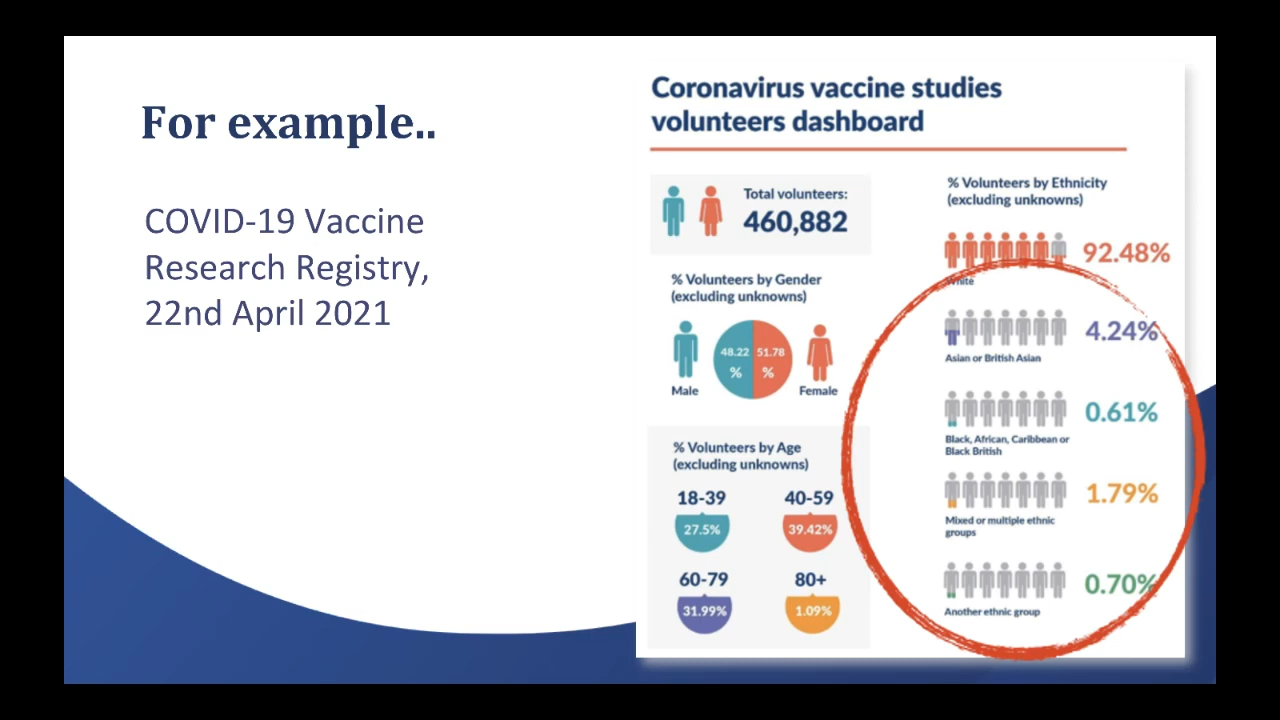 For example..
COVID-19 Vaccine
Research Registry,
22nd April 2021
Coronavirus vaccine studies
volunteers dashboard
Total volunteers:
460,882
% Volunteers by Gender
(excluding unknowns)
48.22
%
51.78
%
Male
Female
% Volunteers by Age
(excluding unknowns)
18-39
40-59
27.5%
39.42%
60-79
80+
31.99%
1.09%
% Volunteers by Ethnicity
(excluding unknowns)
92.48%
White
4.24%
Asian or British Asian
0.61%
Black, African, Caribbean or
Black British
1.79%
Mixed or multiple ethnic
groups
0.70%
Another ethnic group